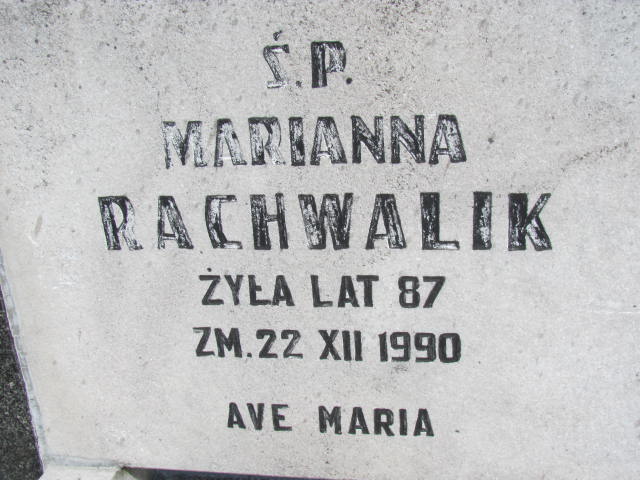 Ś.P.
MARIANNA
RACHWALIK
ŻYŁA LAT 87
ZM. 22 XII 1990
AVE MARIA